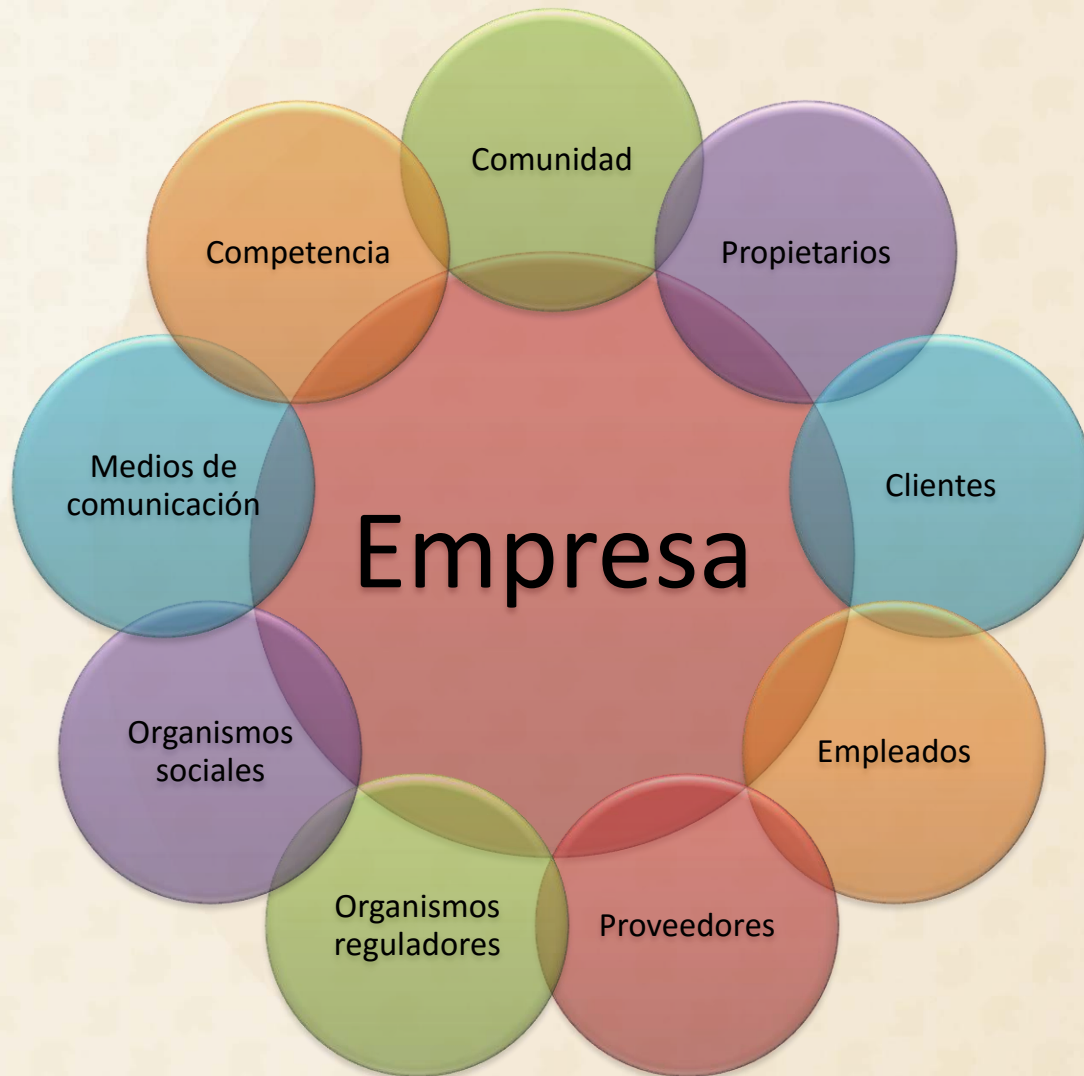 Comunidad
Propietarios
Clientes
Empleados
Proveedores
Organismos
reguladores
Organismos
sociales
Medios de
comunicación
Competencia
Empresa